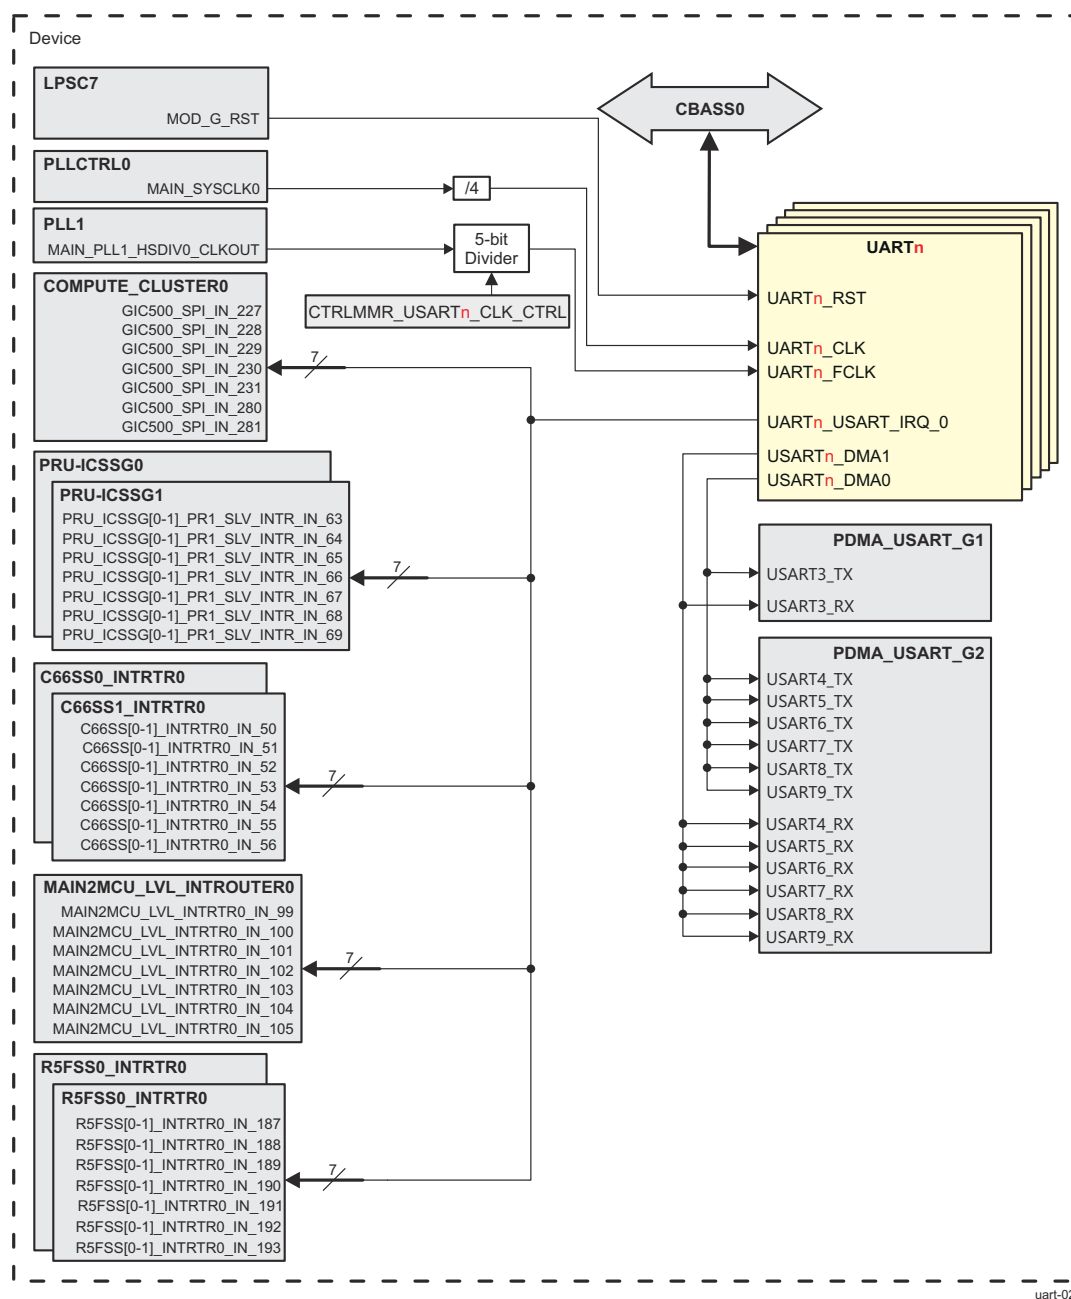 Device
LPSC7
MOD_G_RST
CBASS0
PLLCTRL0
MAIN_SYSCLK0
/4
PLL1
MAIN_PLL1_HSDIV0_CLKOUT
5-bit
Divider
CTRLMMR_USARTn_CLK_CTRL
UARTn
UARTn_RST
UARTn_CLK
UARTn_FCLK
UARTn_USART_IRQ_0
USARTn_DMA1
USARTn_DMA0
COMPUTE_CLUSTER0
GIC500_SPI_IN_227
GIC500_SPI_IN_228
GIC500_SPI_IN_229
GIC500_SPI_IN_230
GIC500_SPI_IN_231
GIC500_SPI_IN_280
GIC500_SPI_IN_281
7
PRU-ICSSG0
PRU-ICSSG1
PRU_ICSSG[0-1]_PR1_SLV_INTR_IN_63
PRU_ICSSG[0-1]_PR1_SLV_INTR_IN_64
PRU_ICSSG[0-1]_PR1_SLV_INTR_IN_65
PRU_ICSSG[0-1]_PR1_SLV_INTR_IN_66
PRU_ICSSG[0-1]_PR1_SLV_INTR_IN_67
PRU_ICSSG[0-1]_PR1_SLV_INTR_IN_68
PRU_ICSSG[0-1]_PR1_SLV_INTR_IN_69
7
PDMA_USART_G1
USART3_TX
USART3_RX
PDMA_USART_G2
USART4_TX
USART5_TX
USART6_TX
USART7_TX
USART8_TX
USART9_TX
USART4_RX
USART5_RX
USART6_RX
USART7_RX
USART8_RX
USART9_RX
C66SS0_INTRTR0
C66SS1_INTRTR0
C66SS[0-1]_INTRTR0_IN_50
C66SS[0-1]_INTRTR0_IN_51
C66SS[0-1]_INTRTR0_IN_52
C66SS[0-1]_INTRTR0_IN_53
C66SS[0-1]_INTRTR0_IN_54
C66SS[0-1]_INTRTR0_IN_55
C66SS[0-1]_INTRTR0_IN_56
7
MAIN2MCU_LVL_INTROUTER0
MAIN2MCU_LVL_INTRTR0_IN_99
MAIN2MCU_LVL_INTRTR0_IN_100
MAIN2MCU_LVL_INTRTR0_IN_101
MAIN2MCU_LVL_INTRTR0_IN_102
MAIN2MCU_LVL_INTRTR0_IN_103
MAIN2MCU_LVL_INTRTR0_IN_104
MAIN2MCU_LVL_INTRTR0_IN_105
7
R5FSS0_INTRTR0
R5FSS0_INTRTR0
R5FSS[0-1]_INTRTR0_IN_187
R5FSS[0-1]_INTRTR0_IN_188
R5FSS[0-1]_INTRTR0_IN_189
R5FSS[0-1]_INTRTR0_IN_190
R5FSS[0-1]_INTRTR0_IN_191
R5FSS[0-1]_INTRTR0_IN_192
R5FSS[0-1]_INTRTR0_IN_193
7
uart-02